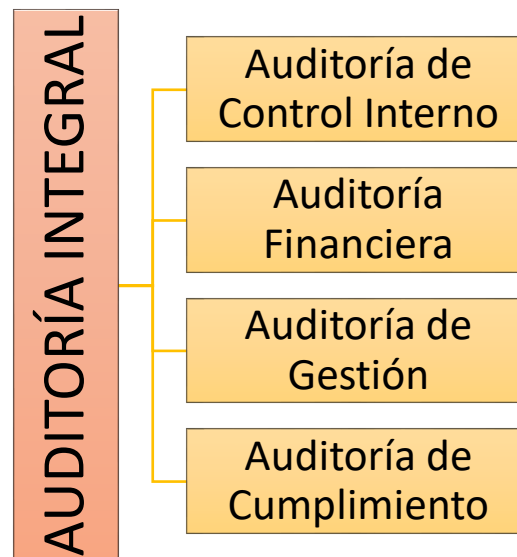 AUDITORÍA INTEGRAL
Auditoría de
Control Interno
Auditoría
Financiera
Auditoría de
Gestión
Auditoría de
Cumplimiento